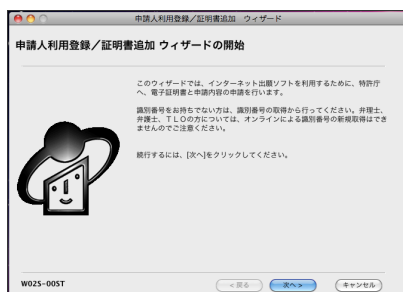 申請人利用登録／証明書追加 ウィザード
申請人利用登録／証明書追加 ウィザードの開始
このウィザードでは、インターネット出願ソフトを利用するために、特許庁
へ、電子証明書と申請内容の申請を行います。
識別番号をお持ちでない方は、識別番号の取得から行ってください。弁理士、
弁護士、ＴＬＯの方については、オンラインによる識別番号の新規取得はでき
ませんのでご注意ください。
続行するには、[次へ]をクリックしてください。
W02S-00ST
< 戻る
次へ >
キャンセル